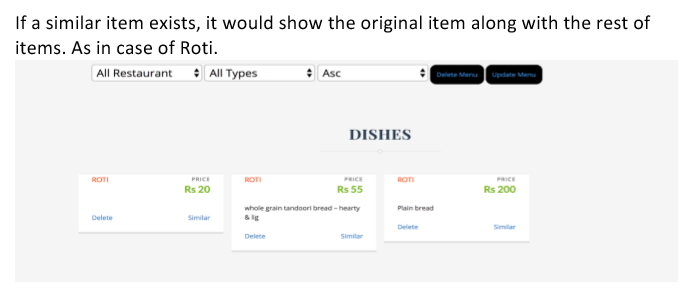 If a similar item exists, it would show the original item along with the rest of
items. As in case of Roti.
All Restaurant All Types Asc Delete Menu Update Menu
DISHES
ROTI PRICE ROTI PRICE ROTI PRICE
Rs 20 Rs 55 Rs 200
whole grain tandoori bread – hearty Plain bread
Delete Similar & lig Delete Similar
Delete Similar